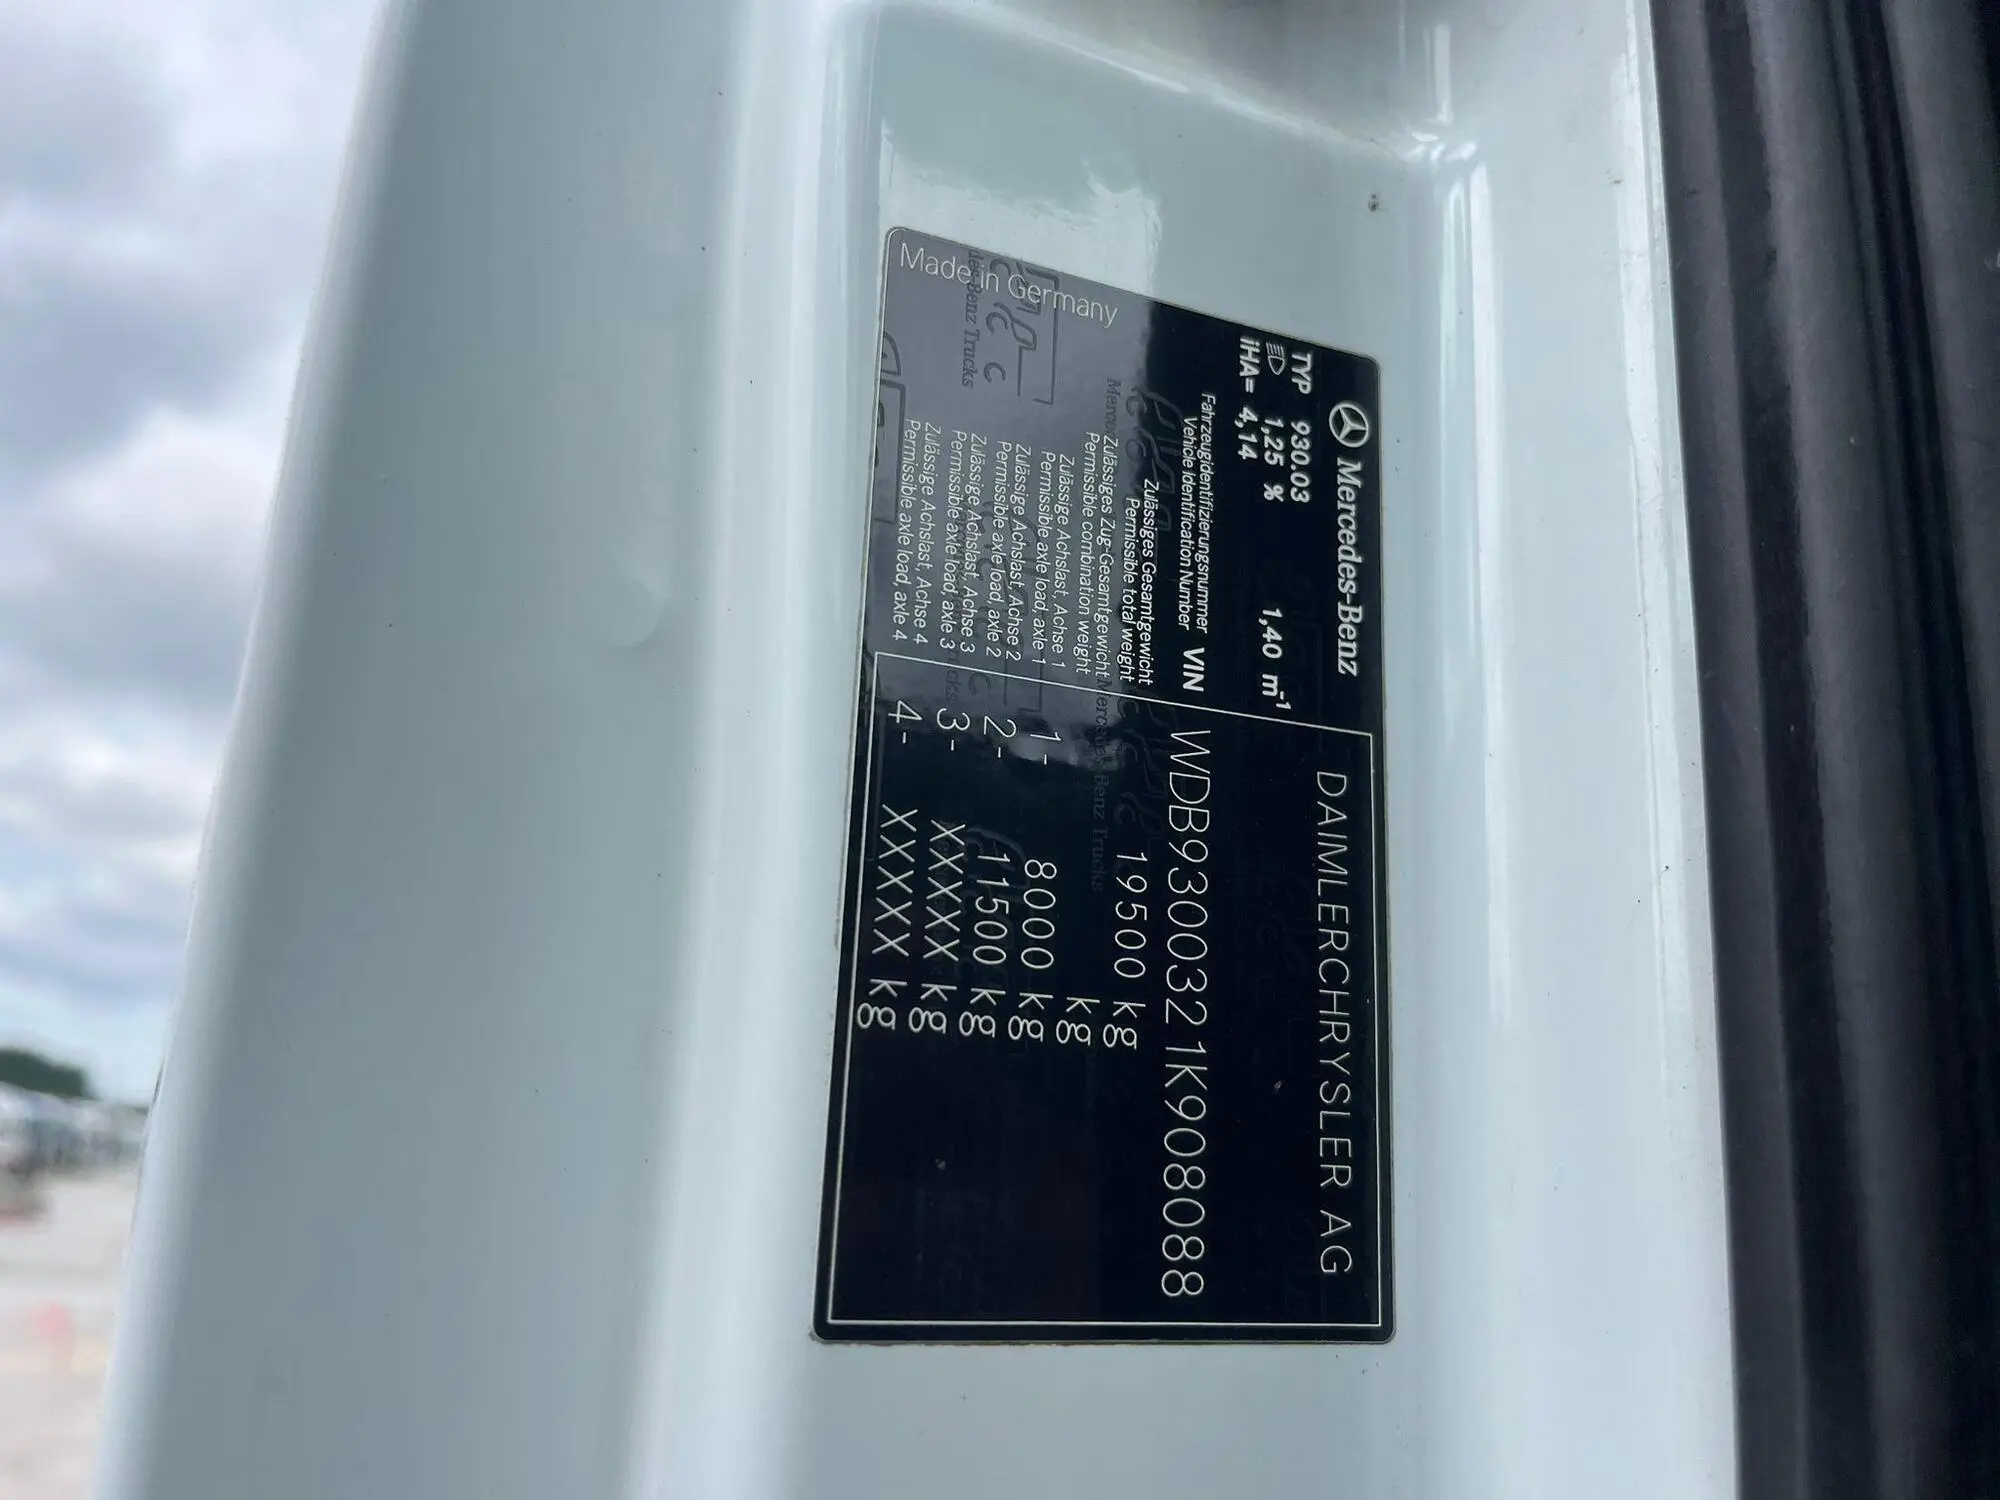 Mercedes-Benz
DAIMLERCHRYSLER AG
TYP 930.03
1,25 % 1,40 m-1
iHA= 4,14
Fahrzeugidentifizierungsnummer
Vehicle Identification Number VIN WDB9300321K908088
Zulässiges Gesamtgewicht
Permissible total weight 19500 kg
Zulässiges Zug-Gesamtgewicht
Permissible combination weight kg
Zulässige Achslast, Achse 1
Permissible axle load, axle 1 1- 8000 kg
Zulässige Achslast, Achse 2
Permissible axle load, axle 2 2- 11500 kg
Zulässige Achslast, Achse 3
Permissible axle load, axle 3 3- XXXXX kg
Zulässige Achslast, Achse 4
Permissible axle load, axle 4 4- XXXXX kg
Made in Germany